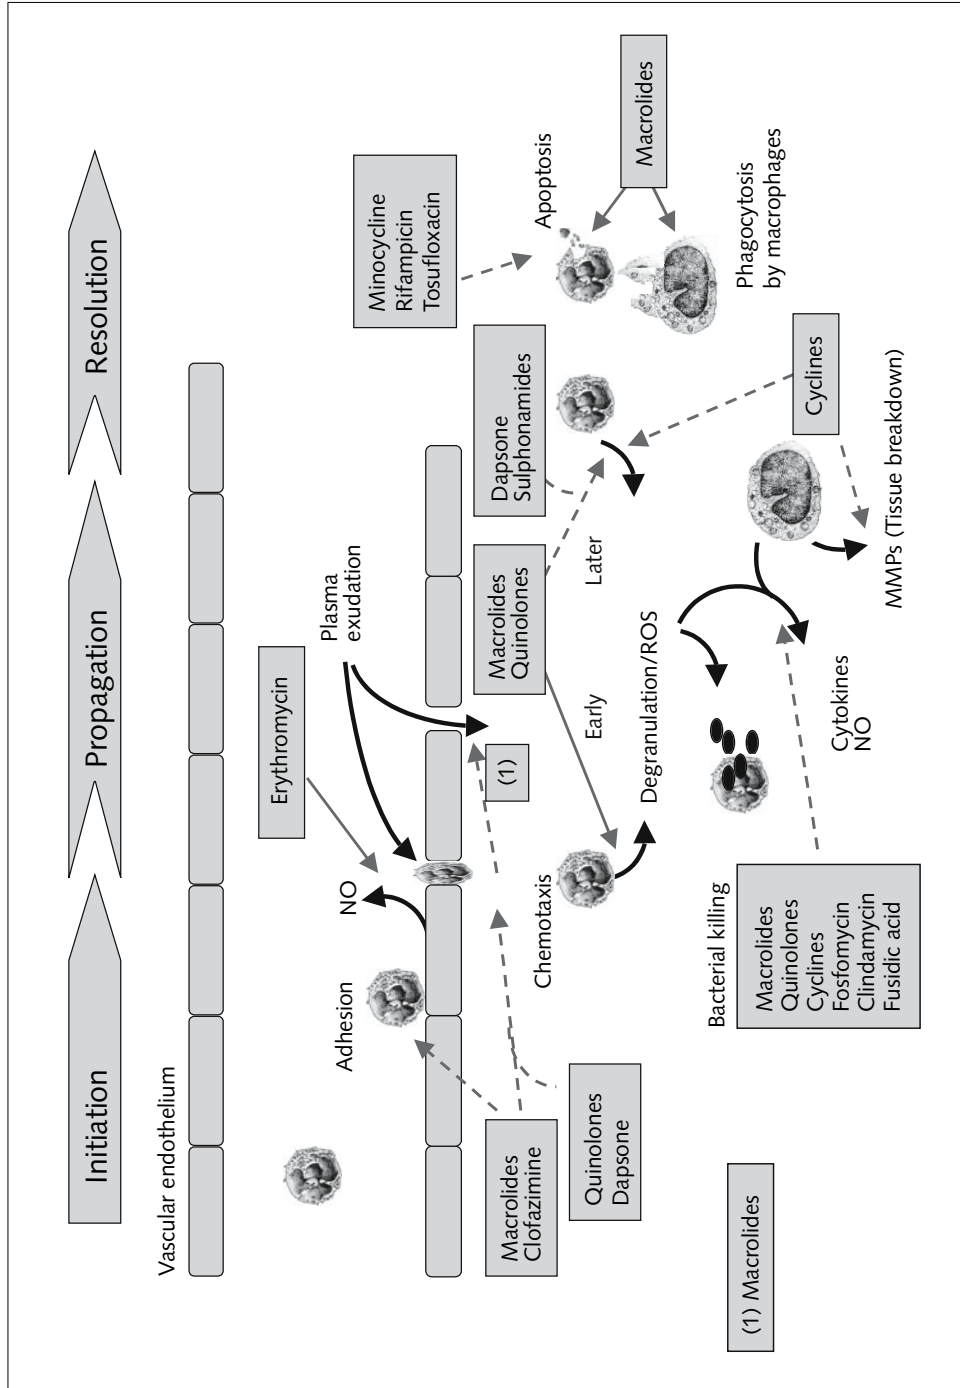 Initiation
Propagation
Resolution
Vascular endothelium
Erythromycin
Plasma
exudation
NO
Adhesion
Minocycline
Rifampicin
Tosufloxacin
Apoptosis
Macrolides
Phagocytosis
by macrophages
Macrolides
Clofazimine
Quinolones
Dapsone
(1)
Chemotaxis
Macrolides
Quinolones
Dapsone
Sulphonamides
Early
Later
Degranulation/ROS
Cyclines
MMPs (Tissue breakdown)
Cytokines
NO
Bacterial killing
Macrolides
Quinolones
Cyclines
Fosfomycin
Clindamycin
Fusidic acid
(1) Macrolides